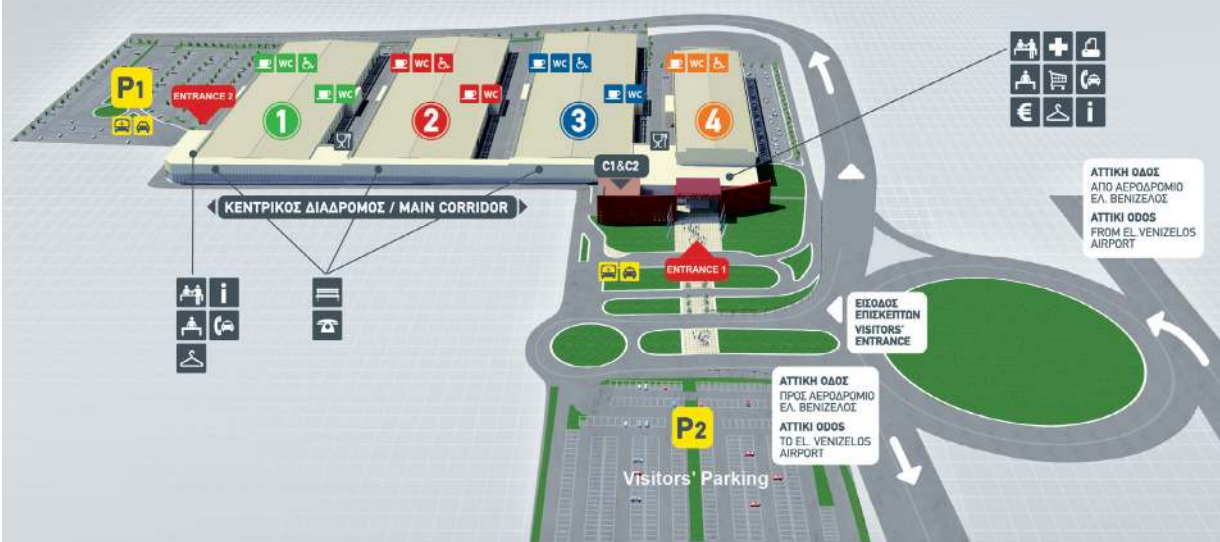 P1
ENTRANCE 2
WC
WC
1
WC
WC
2
WC
WC
3
WC
4
€
i
C1&C2
ΚΕΝΤΡΙΚΟΣ ΔΙΑΔΡΟΜΟΣ / MAIN CORRIDOR
ΑΤΤΙΚΗ ΟΔΟΣ
ΑΠΟ ΑΕΡΟΔΡΟΜΙΟ
ΕΛ. ΒΕΝΙΖΕΛΟΣ
ATTIKI ODOS
FROM EL.VENIZELOS
AIRPORT
ENTRANCE 1
i
ΕΙΣΟΔΟΣ
ΕΠΙΣΚΕΠΤΩΝ
VISITORS'
ENTRANCE
ΑΤΤΙΚΗ ΟΔΟΣ
ΠΡΟΣ ΑΕΡΟΔΡΟΜΙΟ
ΕΛ. ΒΕΝΙΖΕΛΟΣ
ATTIKI ODOS
TO EL. VENIZELOS
AIRPORT
P2
Visitors' Parking